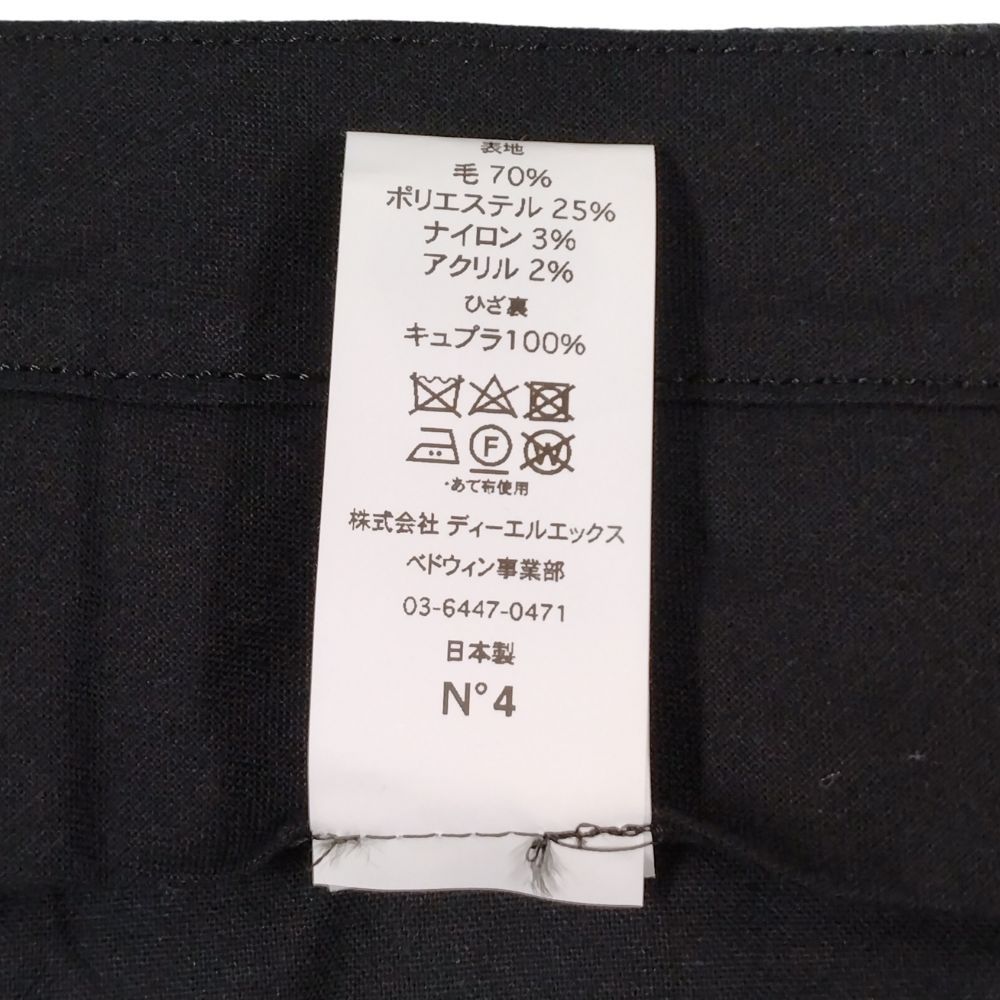 表地
毛 70%
ポリエステル 25%
ナイロン 3%
アクリル 2%
ひざ裏
キュプラ100%
F W
・あて布使用
株式会社 ディーエルエックス
ベドウィン事業部
03-6447-0471
日本製
N°4